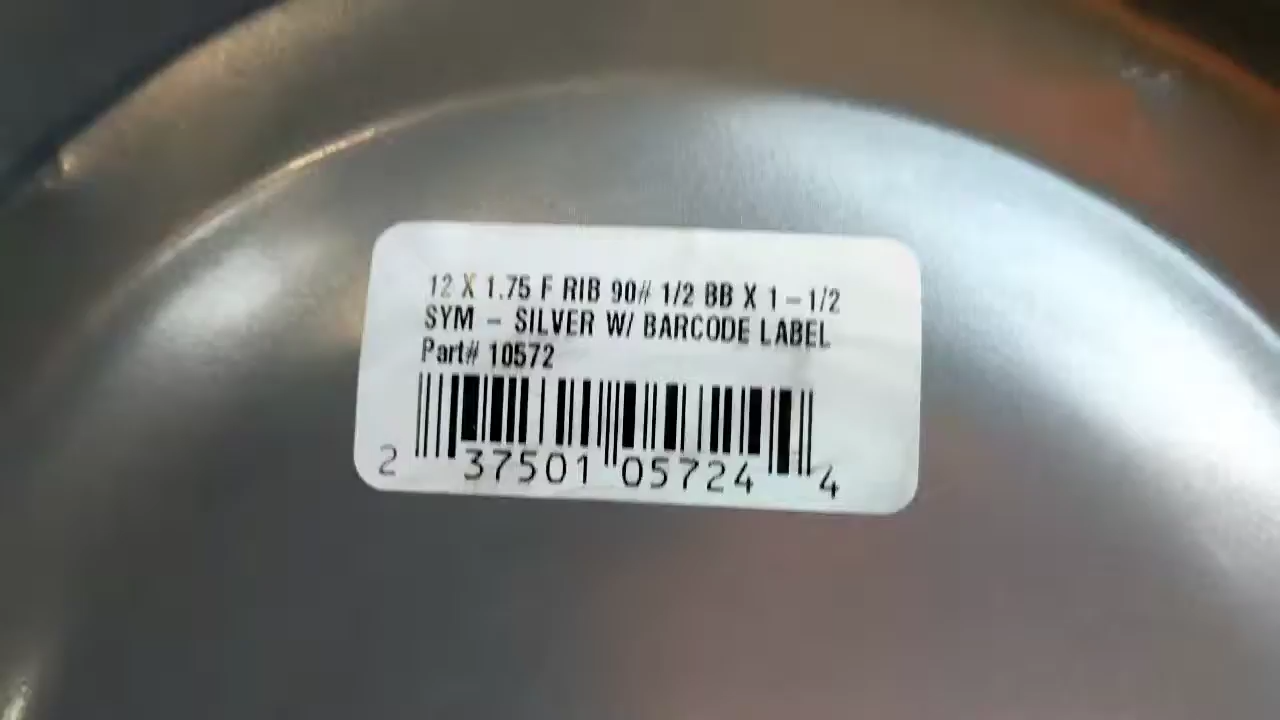 12 X 1.75 F RIB 90# 1/2 BB X 1-1/2
SYM - SILVER W/ BARCODE LABEL
Part# 10572
2 37501 05724 4